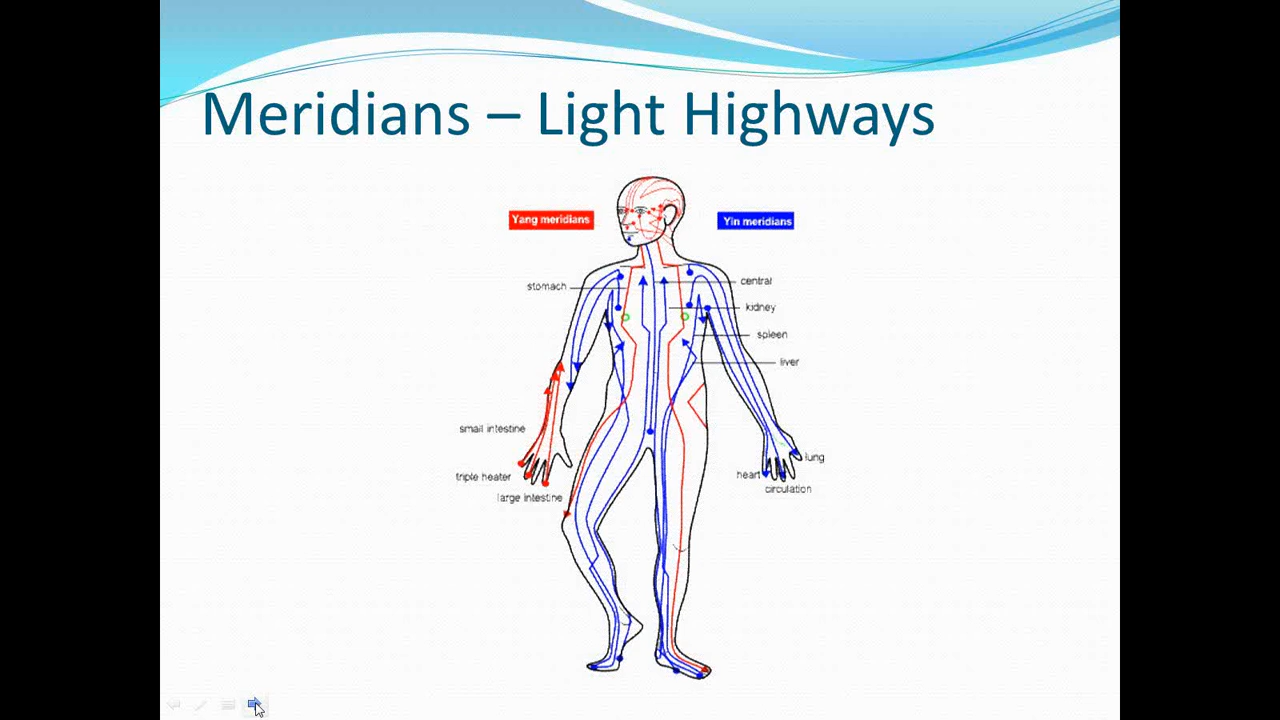 Meridians – Light Highways
Yang meridians
Yin meridians
stomach
central
kidney
spleen
liver
small intestine
triple heater
large intestine
lung
heart
circulation